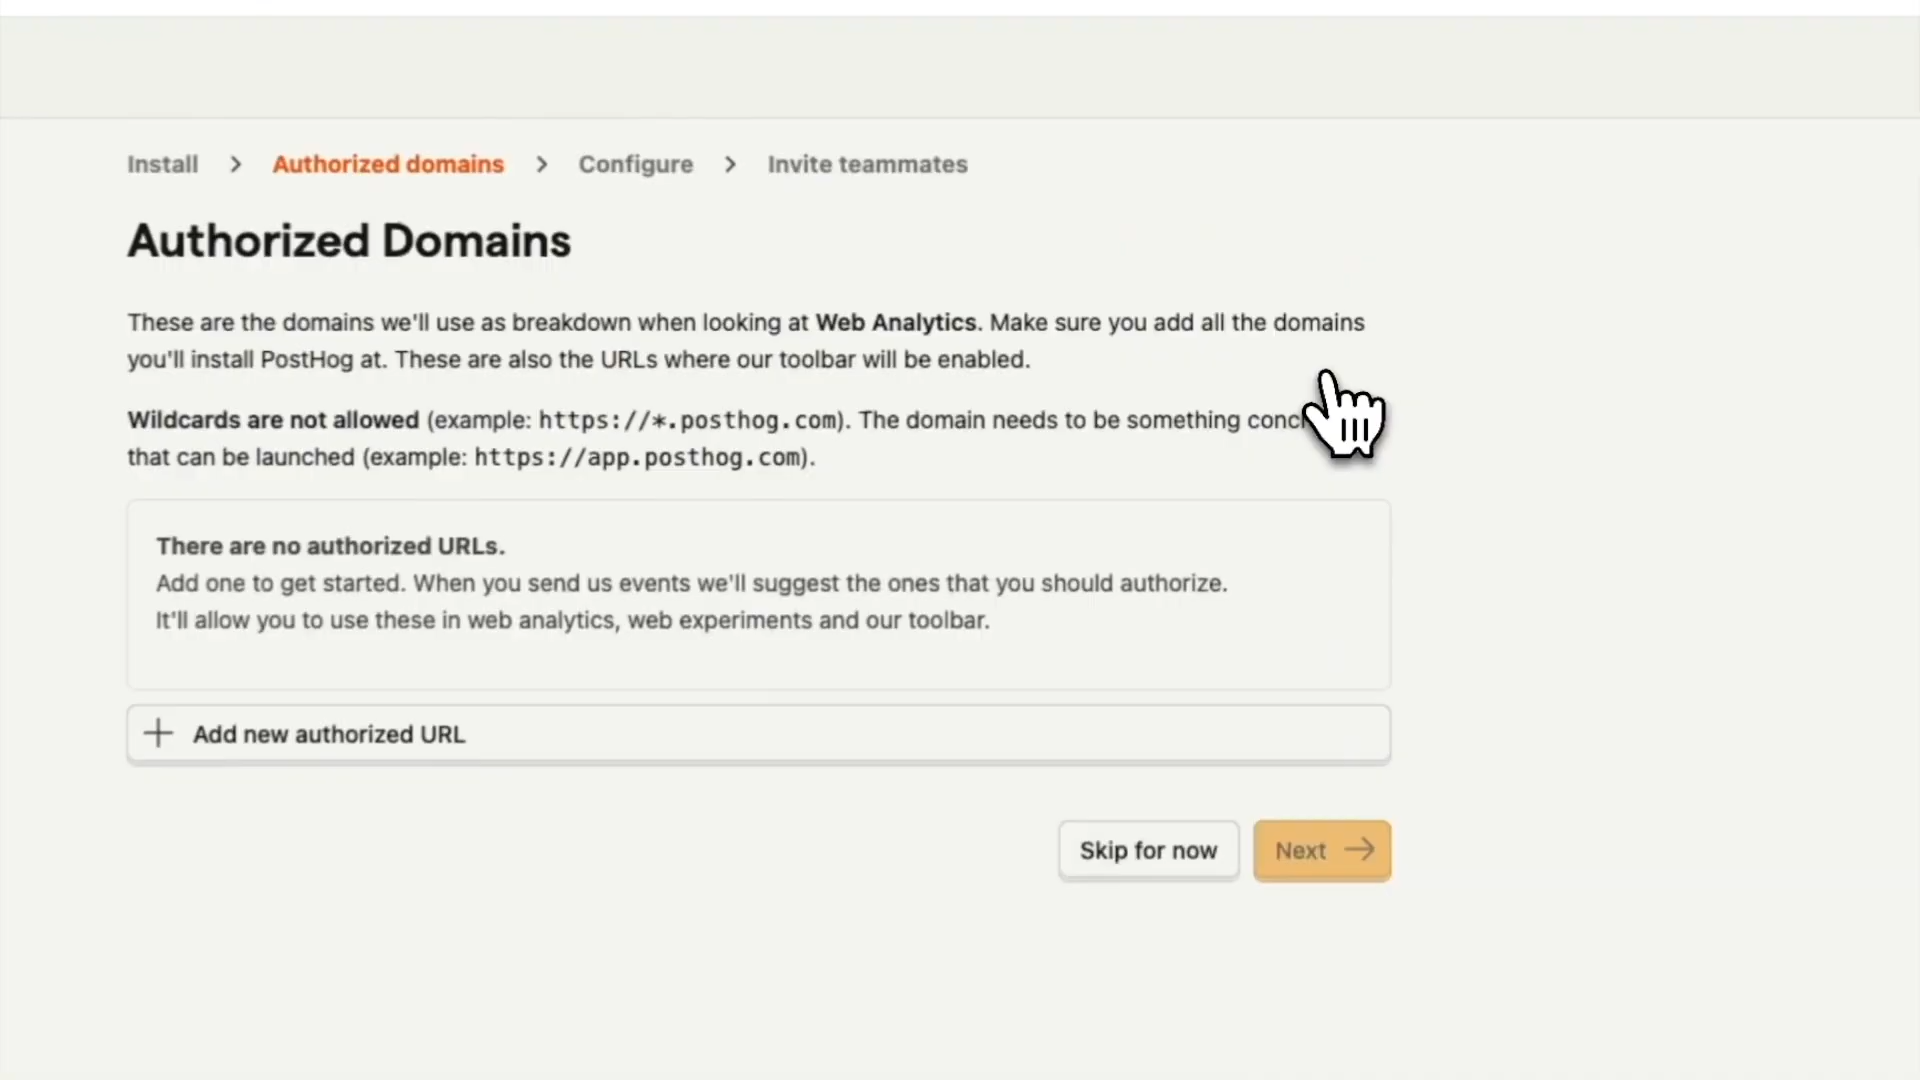 Install > Authorized domains > Configure > Invite teammates
Authorized Domains
These are the domains we'll use as breakdown when looking at Web Analytics. Make sure you add all the domains
you'll install PostHog at. These are also the URLs where our toolbar will be enabled.
Wildcards are not allowed (example: https://*.posthog.com). The domain needs to be something
that can be launched (example: https://app.posthog.com).
There are no authorized URLs.
Add one to get started. When you send us events we'll suggest the ones that you should authorize.
It'll allow you to use these in web analytics, web experiments and our toolbar.
Add new authorized URL
Skip for now
Next